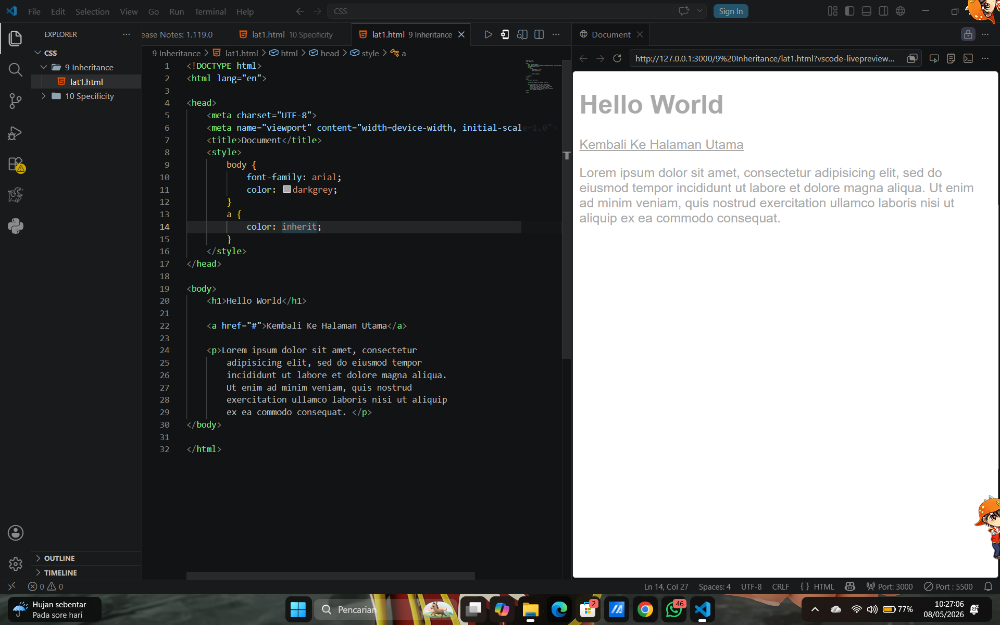 File Edit Selection View Go Run Terminal Help
CSS
Sign In
EXPLORER
ease Notes: 1.119.0
lat1.html 10 Specificity
lat1.html 9 Inheritance
Document
CSS
9 Inheritance
lat1.html
10 Specificity
9 Inheritance > lat1.html > html > head > style > a
http://127.0.0.1:3000/9%20Inheritance/lat1.html?vscode-livepreview...
1 <!DOCTYPE html>
2 <html lang="en">
3
4 <head>
5 <meta charset="UTF-8">
6 <meta name="viewport" content="width=device-width, initial-scale=1.0">
7 <title>Document</title>
8 <style>
9 body {
10 font-family: arial;
11 color: darkgrey;
12 }
13 a {
14 color: inherit;
15 }
16 </style>
17 </head>
18
19 <body>
20 <h1>Hello World</h1>
21
22 <a href="#">Kembali Ke Halaman Utama</a>
23
24 <p>Lorem ipsum dolor sit amet, consectetur
25 adipisicing elit, sed do eiusmod tempor
26 incididunt ut labore et dolore magna aliqua.
27 Ut enim ad minim veniam, quis nostrud
28 exercitation ullamco laboris nisi ut aliquip
29 ex ea commodo consequat. </p>
30 </body>
31
32 </html>
Hello World
Kembali Ke Halaman Utama
Lorem ipsum dolor sit amet, consectetur adipisicing elit, sed do
eiusmod tempor incididunt ut labore et dolore magna aliqua. Ut enim
ad minim veniam, quis nostrud exercitation ullamco laboris nisi ut
aliquip ex ea commodo consequat.
OUTLINE
TIMELINE
0 0
Ln 14, Col 27 Spaces: 4 UTF-8 CRLF { } HTML Port: 3000 Port : 5500
Hujan sebentar
Pada sore hari
Pencarian
2
46
77%
10:27:06
08/05/2026